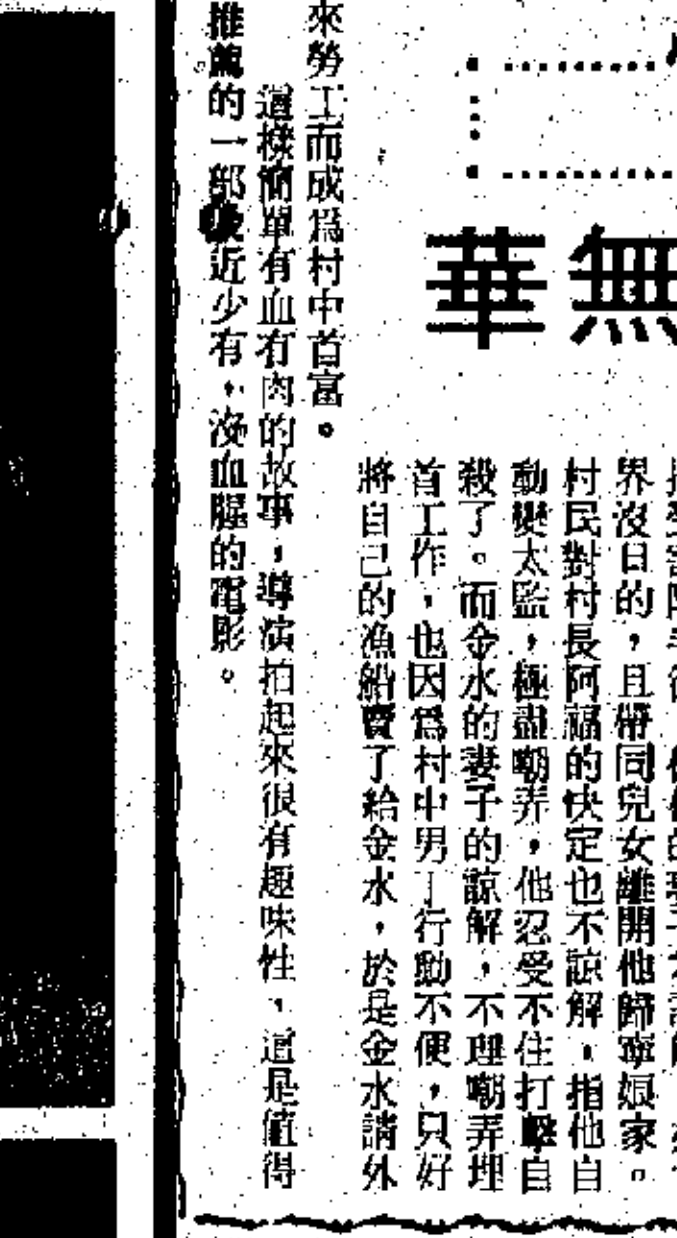 無華
界沒日的，且帶同兒女離開他歸寧娘家。
村民對村長阿福的快定也不諒解，指他自
動變太監，極盡嘲弄，他忍受不住打擊自
殺了。而金水的妻子的諒解，不理嘲弄埋
首工作，也因爲村中男丁行動不便，只好
將自己的漁船賣了給金水，於是金水請外
來勞工而成爲村中首富。
這樣簡單有血有肉的故事，導演拍起來很有趣味性，這是値得
推薦的一部最近少有，沒血腥的電影。